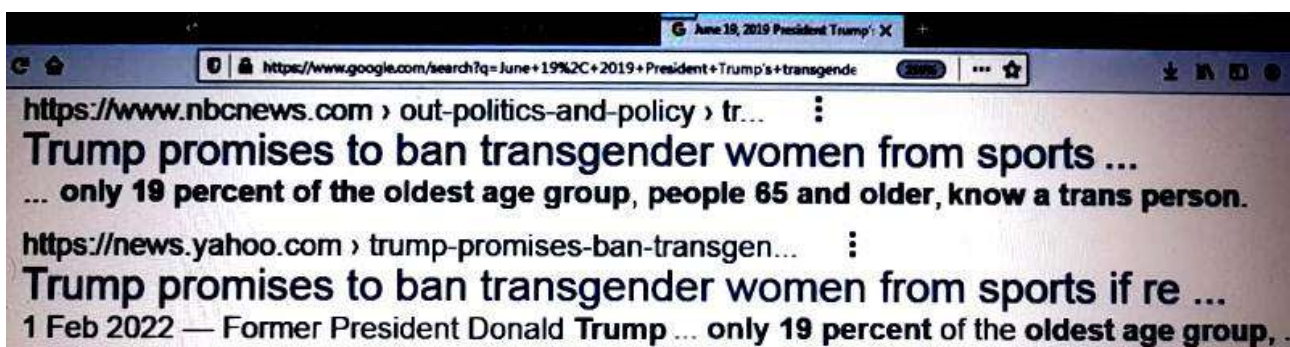 G June 19, 2019 President Trump': X +
https://www.google.com/search?q=June+19%2C+2019+President+Trump's+transgende
https://www.nbcnews.com › out-politics-and-policy › tr...
Trump promises to ban transgender women from sports ...
... only 19 percent of the oldest age group, people 65 and older, know a trans person.
https://news.yahoo.com › trump-promises-ban-transgen...
Trump promises to ban transgender women from sports if re ...
1 Feb 2022 — Former President Donald Trump ... only 19 percent of the oldest age group,